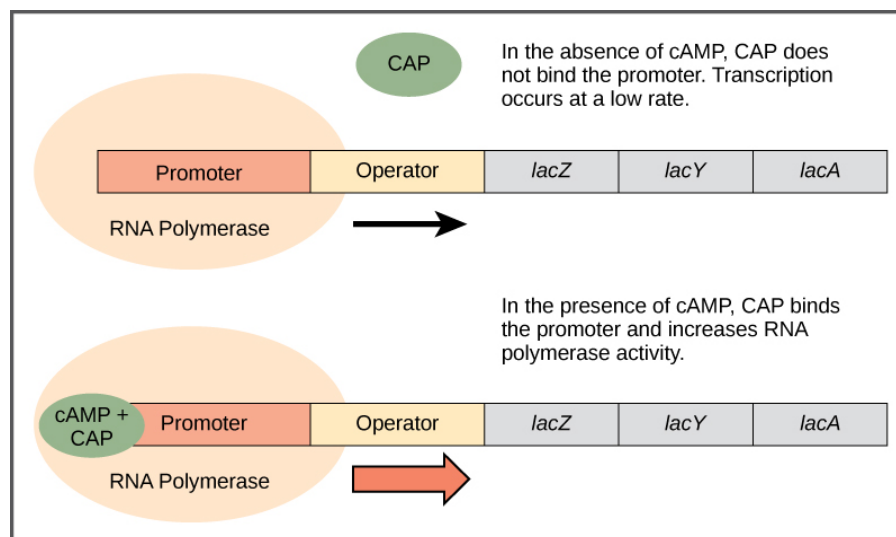 CAP
In the absence of cAMP, CAP does
not bind the promoter. Transcription
occurs at a low rate.
Promoter Operator lacZ lacY lacA
RNA Polymerase
In the presence of cAMP, CAP binds
the promoter and increases RNA
polymerase activity.
cAMP +
CAP
Promoter Operator lacZ lacY lacA
RNA Polymerase